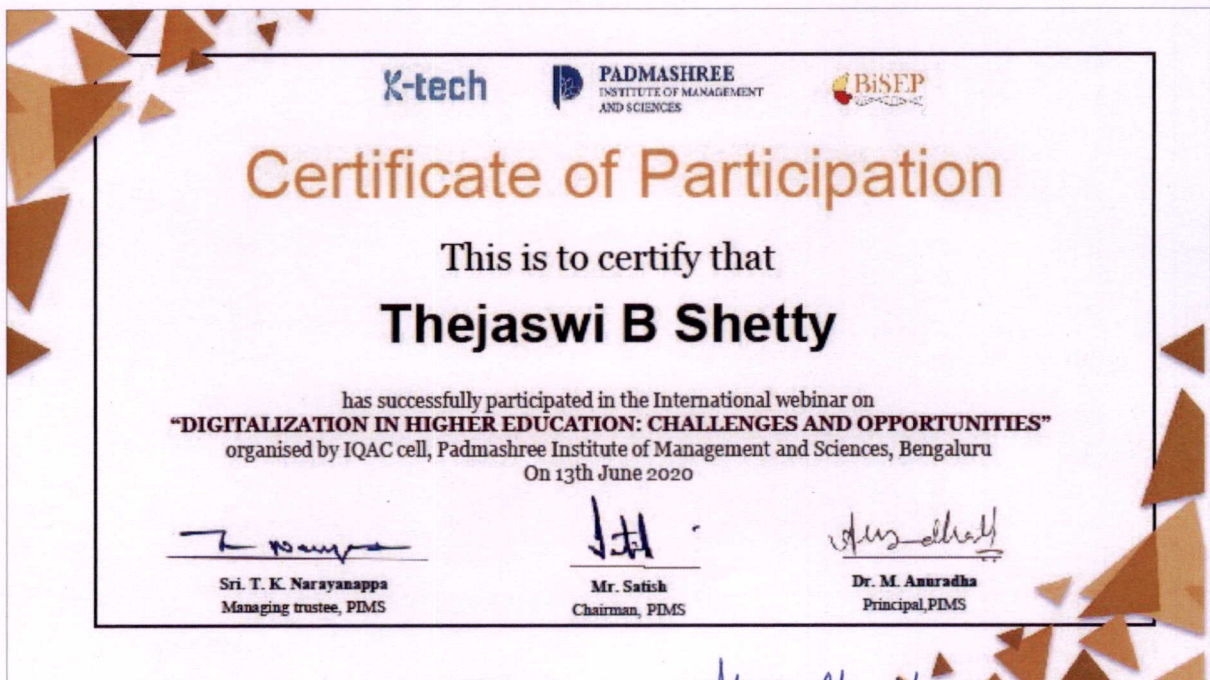 K-tech
PADMASHREE
INSTITUTE OF MANAGEMENT
AND SCIENCES
BiSEP
Certificate of Participation
This is to certify that
Thejaswi B Shetty
has successfully participated in the International webinar on
“DIGITALIZATION IN HIGHER EDUCATION: CHALLENGES AND OPPORTUNITIES”
organised by IQAC cell, Padmashree Institute of Management and Sciences, Bengaluru
On 13th June 2020
Sri. T. K. Narayanappa
Managing trustee, PIMS
Mr. Satish
Chairman, PIMS
Dr. M. Anuradha
Principal,PIMS